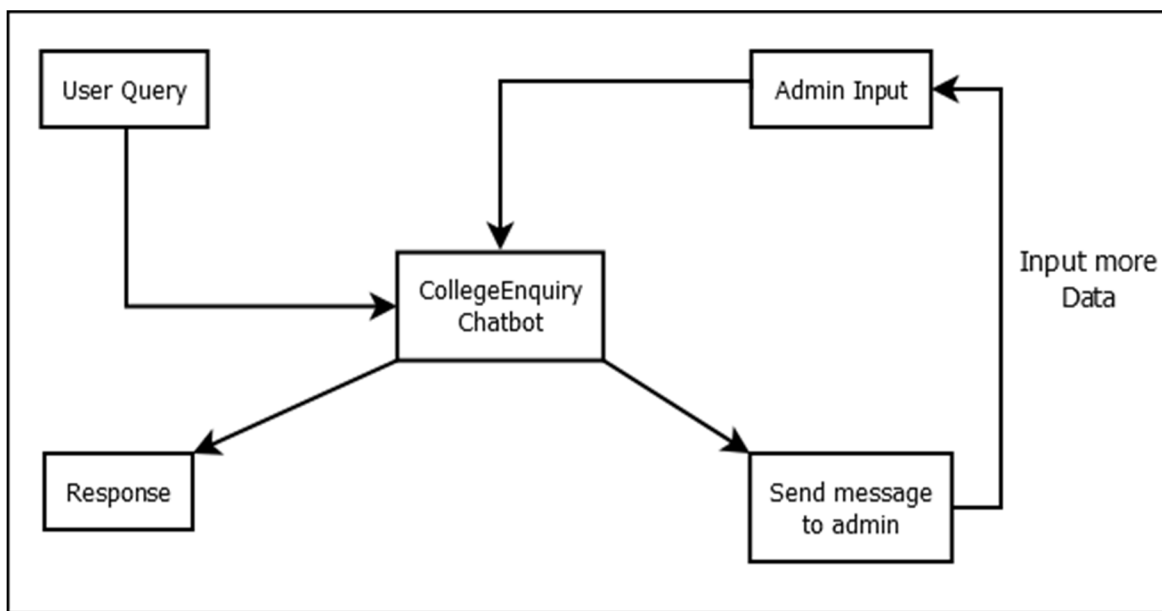 User Query
Admin Input
CollegeEnquiry
Chatbot
Input more
Data
Response
Send message
to admin